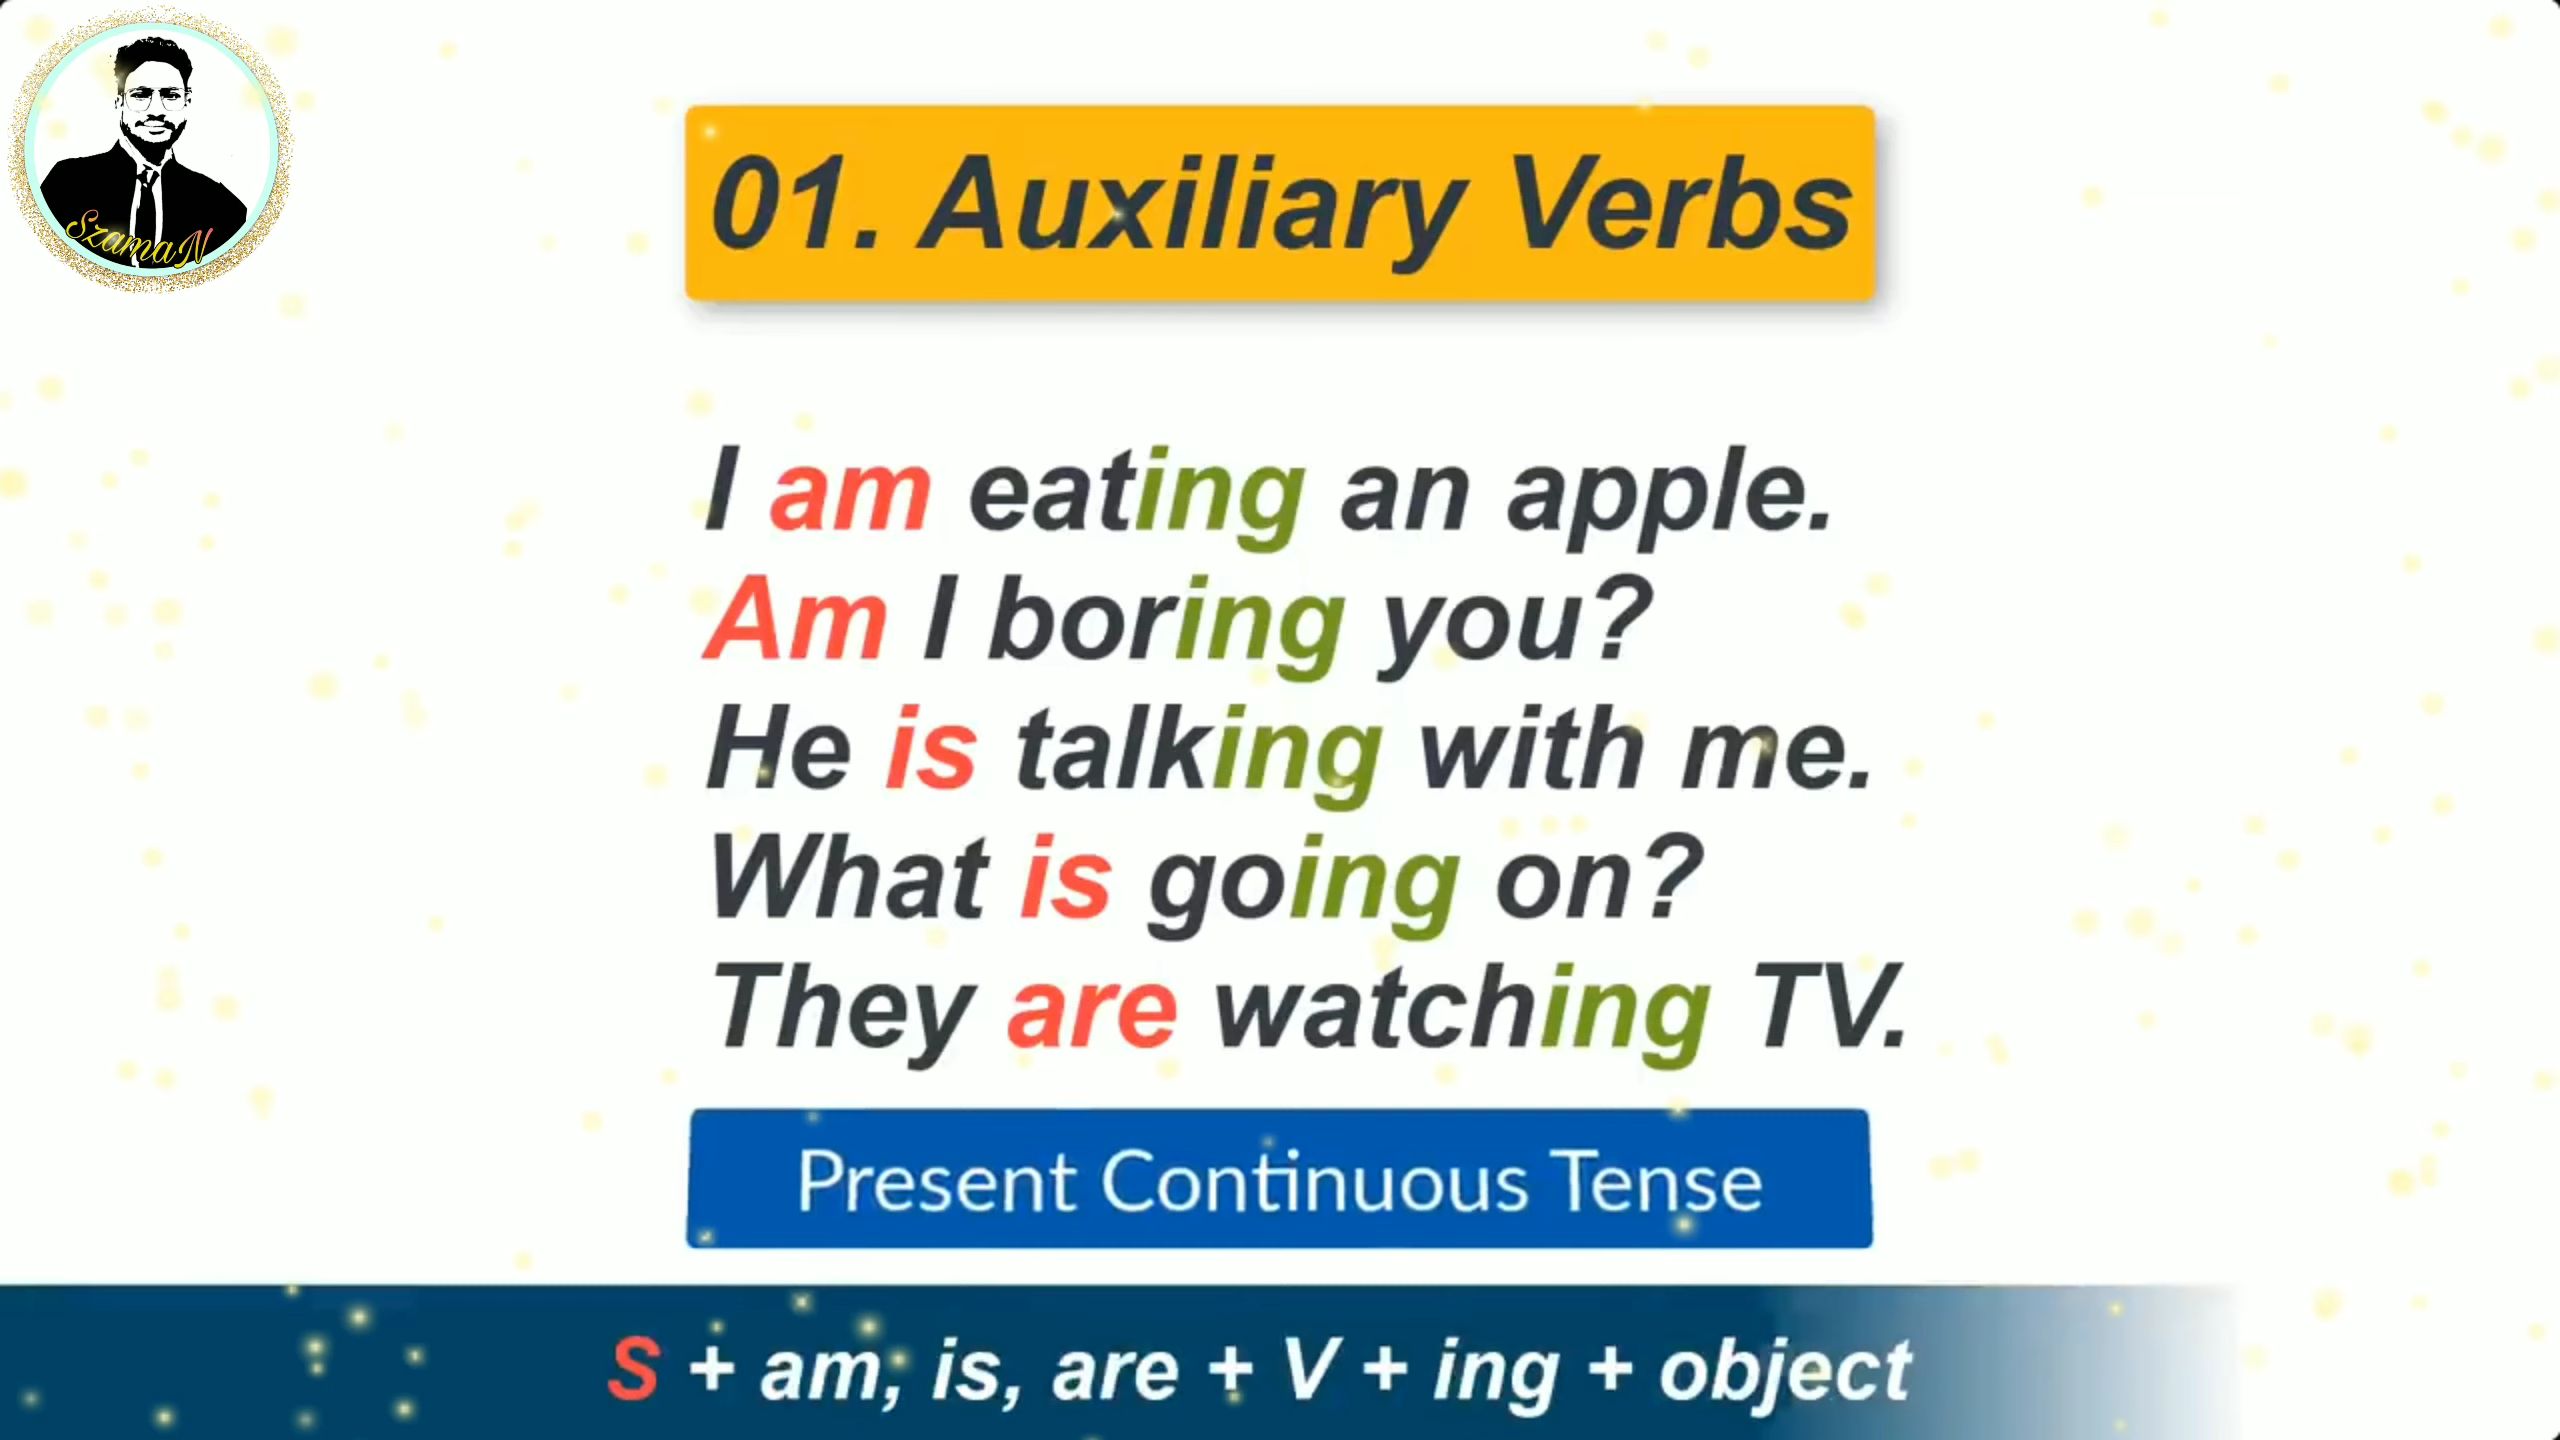 SzamaN
01. Auxiliary Verbs
I am eating an apple.
Am I boring you?
He is talking with me.
What is going on?
They are watching TV.
Present Continuous Tense
S + am, is, are + V + ing + object